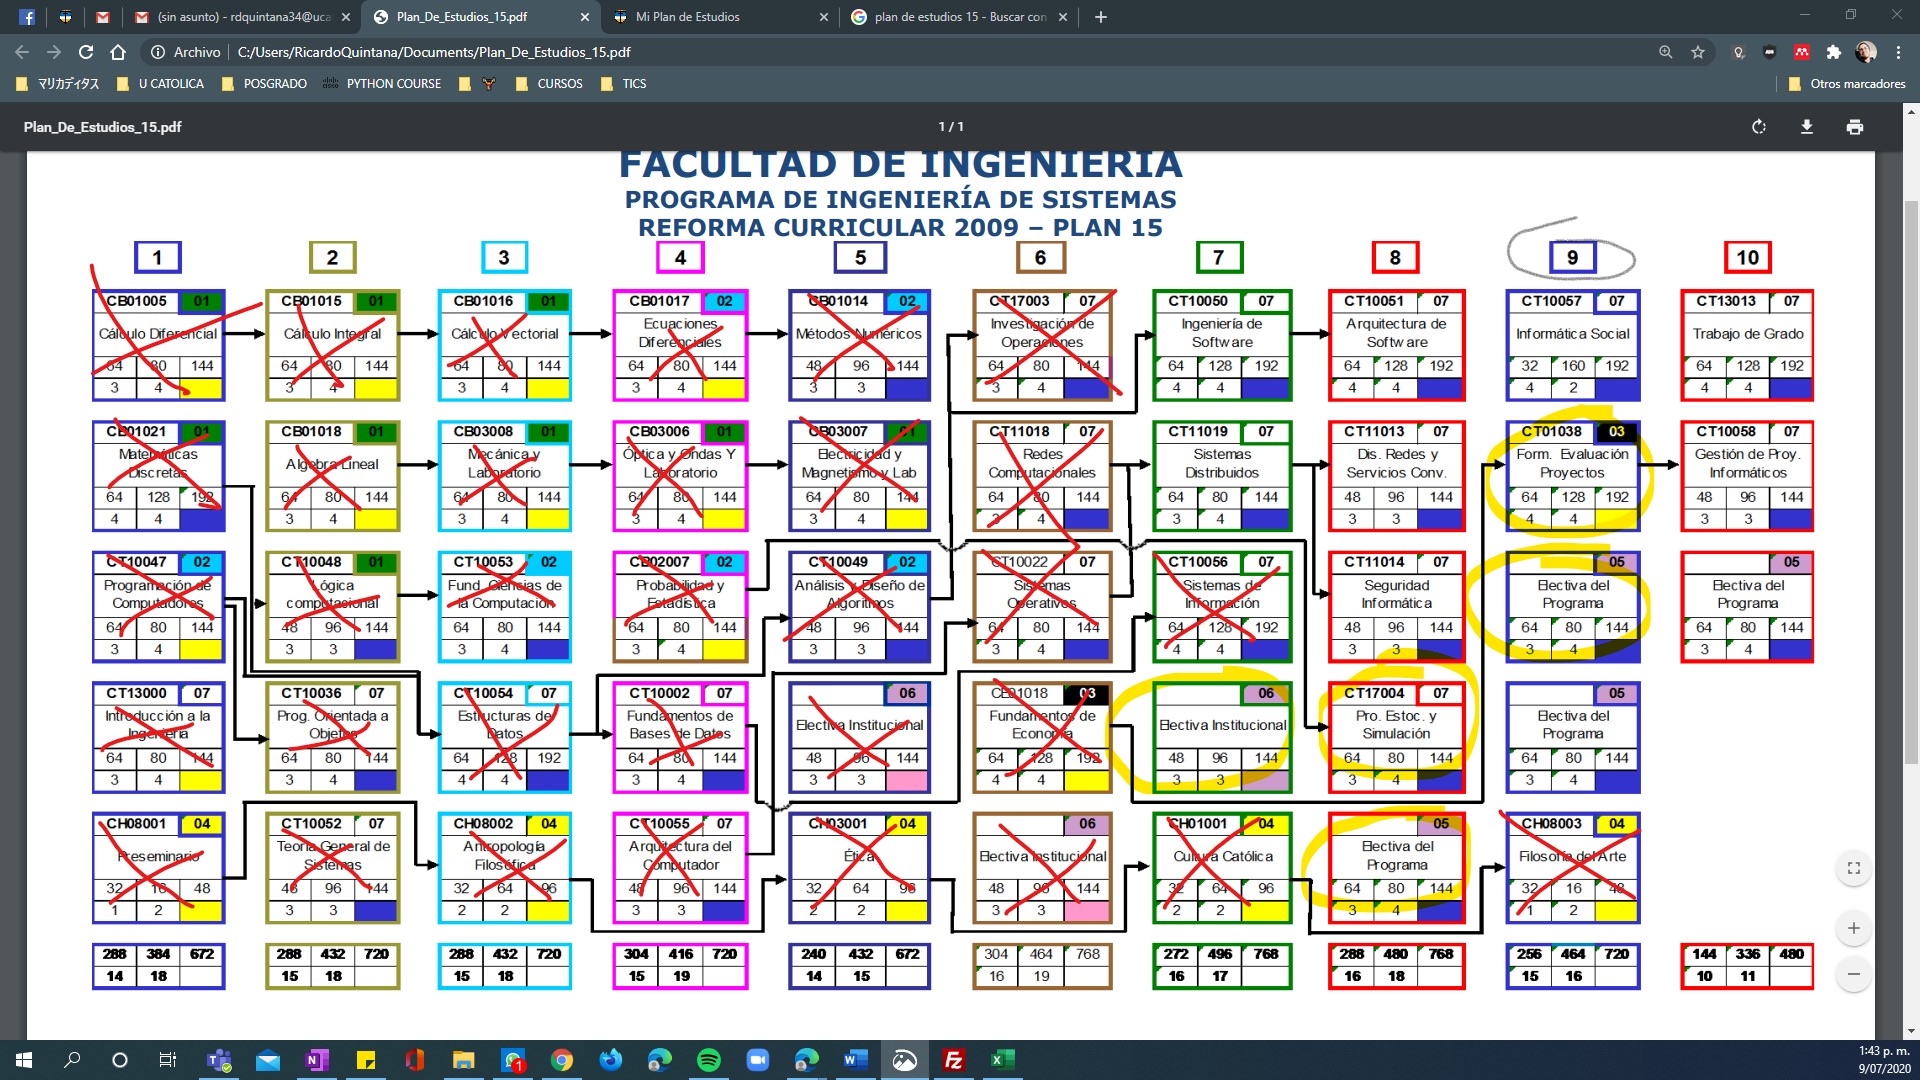 (sin asunto) - rdquintana34@uca
Plan_De_Estudios_15.pdf
Mi Plan de Estudios
plan de estudios 15 - Buscar con
Archivo C:/Users/RicardoQuintana/Documents/Plan_De_Estudios_15.pdf
マリカディタス U CATOLICA POSGRADO PYTHON COURSE CURSOS TICS Otros marcadores
Plan_De_Estudios_15.pdf 1 / 1
FACULTAD DE INGENIERIA
PROGRAMA DE INGENIERÍA DE SISTEMAS
REFORMA CURRICULAR 2009 – PLAN 15
1 2 3 4 5 6 7 8 9 10
CB01005 01 CB01015 01 CB01016 01 CB01017 02 CB01014 02 CT17003 07 CT10050 07 CT10051 07 CT10057 07 CT13013 07
Cálculo Diferencial Cálculo Integral Cálculo Vectorial Ecuaciones Diferenciales Métodos Numéricos Investigación de Operaciones Ingeniería de Software Arquitectura de Software Informática Social Trabajo de Grado
64 80 144 64 80 144 64 80 144 64 80 144 48 96 144 64 80 144 64 128 192 64 128 192 32 160 192 64 128 192
3 4 3 4 3 4 3 4 3 3 3 4 4 4 4 4 4 2 4 4
CB01021 01 CB01018 01 CB03008 01 CB03006 01 CB03007 01 CT11018 07 CT11019 07 CT11013 07 CT01038 03 CT10058 07
Matemáticas Discretas Algebra Lineal Mecánica y Laboratorio Óptica y Ondas Y Laboratorio Electricidad y Magnetismo y Lab Redes Computacionales Sistemas Distribuidos Dis. Redes y Servicios Conv. Form. Evaluación Proyectos Gestión de Proy. Informáticos
64 128 192 64 80 144 64 80 144 64 80 144 64 80 144 64 80 144 64 80 144 48 96 144 64 128 192 48 96 144
4 4 3 4 3 4 3 4 3 4 3 4 3 4 3 3 4 4 3 3
CT10047 02 CT10048 01 CT10053 02 CB02007 02 CT10049 02 CT10022 07 CT10056 07 CT11014 07 05 05
Programación de Computadores Lógica computacional Fund. Ciencias de la Computación Probabilidad y Estadística Análisis y Diseño de Algoritmos Sistemas Operativos Sistemas de Información Seguridad Informática Electiva del Programa Electiva del Programa
64 80 144 48 96 144 64 80 144 64 80 144 48 96 144 64 80 144 64 128 192 48 96 144 64 80 144 64 80 144
3 4 3 3 3 4 3 4 3 3 3 4 4 4 3 3 3 4 3 4
CT13000 07 CT10036 07 CT10054 07 CT10002 07 06 CE01018 03 06 CT17004 07 05
Introducción a la Ingeniería Prog. Orientada a Objetos Estructuras de Datos Fundamentos de Bases de Datos Electiva Institucional Fundamentos de Economía Electiva Institucional Pro. Estoc. y Simulación Electiva del Programa
64 80 144 64 80 144 64 128 192 64 80 144 48 96 144 64 128 192 48 96 144 64 80 144 64 80 144
3 4 3 4 4 4 3 4 3 3 4 4 3 3 3 4 3 4
CH08001 04 CT10052 07 CH08002 04 CT10055 07 CH03001 04 06 CH01001 04 05 CH08003 04
Preseminario Teoría General de Sistemas Antropología Filosófica Arquitectura del Computador Ética Electiva Institucional Cultura Católica Electiva del Programa Filosofía del Arte
32 16 48 48 96 144 32 64 96 48 96 144 32 64 96 48 96 144 32 64 96 64 80 144 32 16 48
1 2 3 3 2 2 3 3 2 2 3 3 2 2 3 4 1 2
288 384 672 288 432 720 288 432 720 304 416 720 240 432 672 304 464 768 272 496 768 288 480 768 256 464 720 144 336 480
14 18 15 18 15 18 15 19 14 15 16 19 16 17 16 18 15 16 10 11
1:43 p. m.
9/07/2020